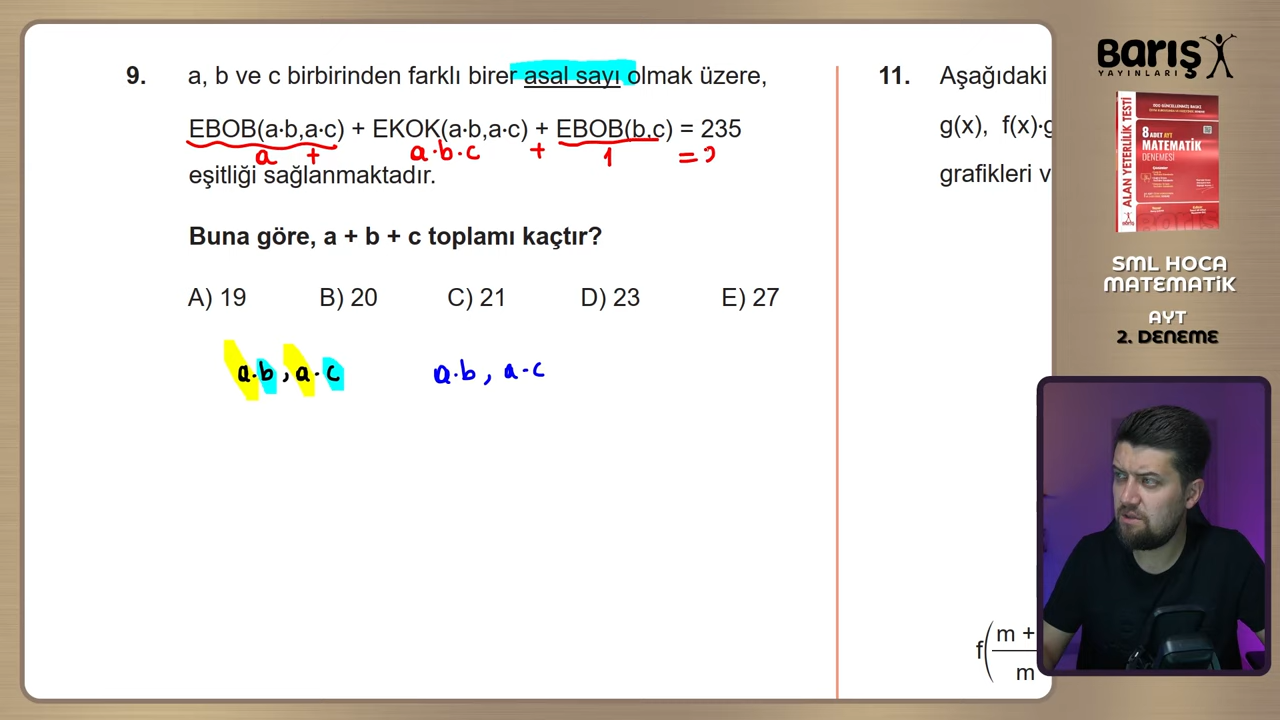 9. a, b ve c birbirinden farklı birer asal sayı olmak üzere,
EBOB(a·b,a·c) + EKOK(a·b,a·c) + EBOB(b.c) = 235
a + a·b·c + 1 =
eşitliği sağlanmaktadır.
Buna göre, a + b + c toplamı kaçtır?
A) 19 B) 20 C) 21 D) 23 E) 27
a·b, a·c a·b, a·c
11. Aşağıdaki
g(x), f(x)·g
grafikleri v
f(m +
m
BARIŞ
YAYINLARI
ALAN YETERLİLİK TESTİ
8 ADET AYT
MATEMATİK
DENEMESİ
BARIŞ
SML HOCA
MATEMATİK
AYT
2. DENEME